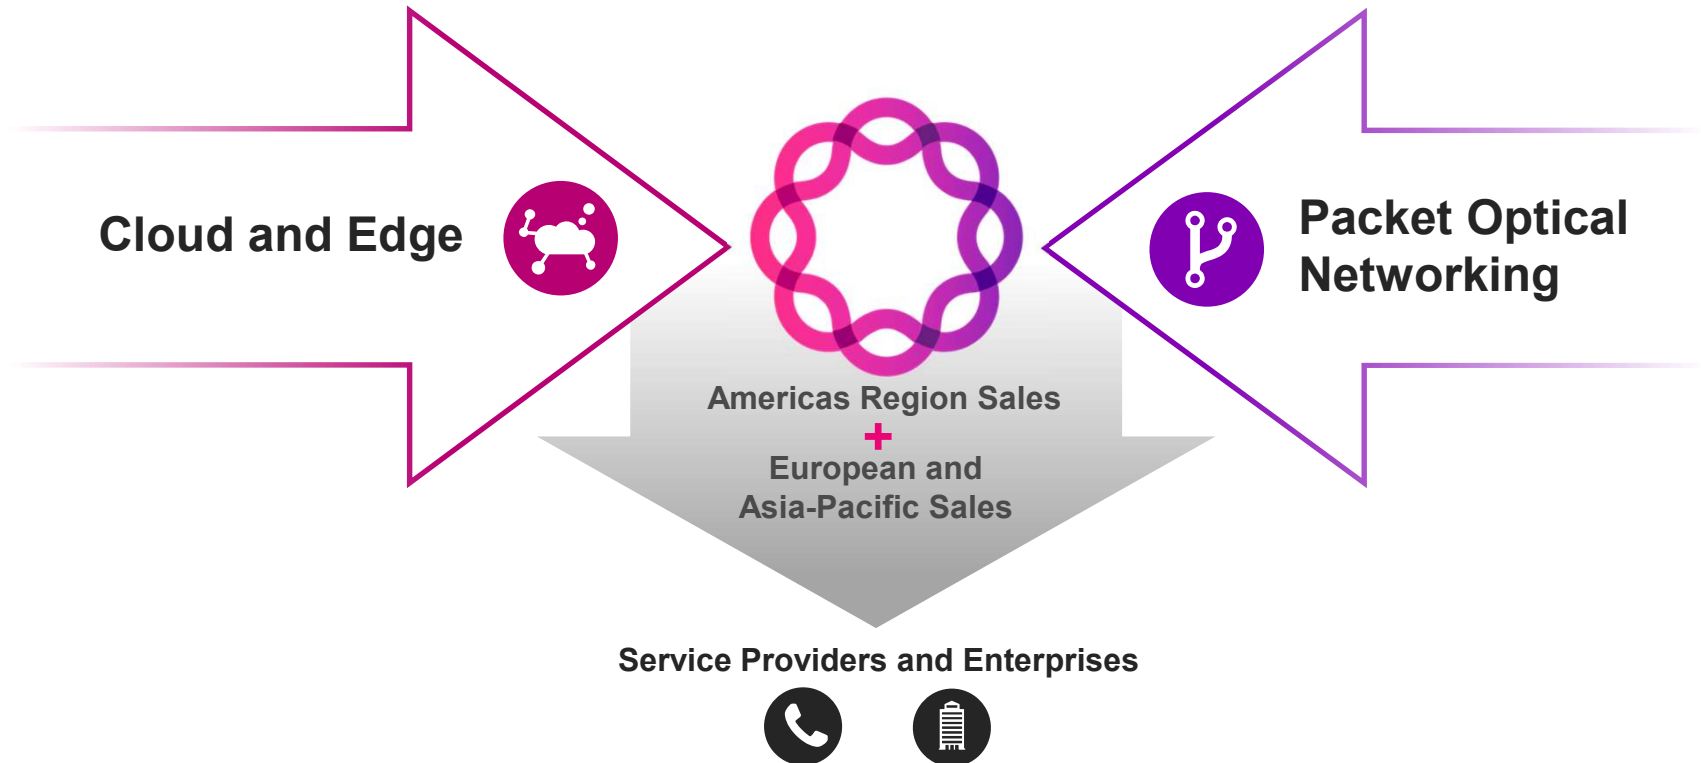 Cloud and Edge
Packet Optical
Networking
Americas Region Sales
+
European and
Asia-Pacific Sales
Service Providers and Enterprises